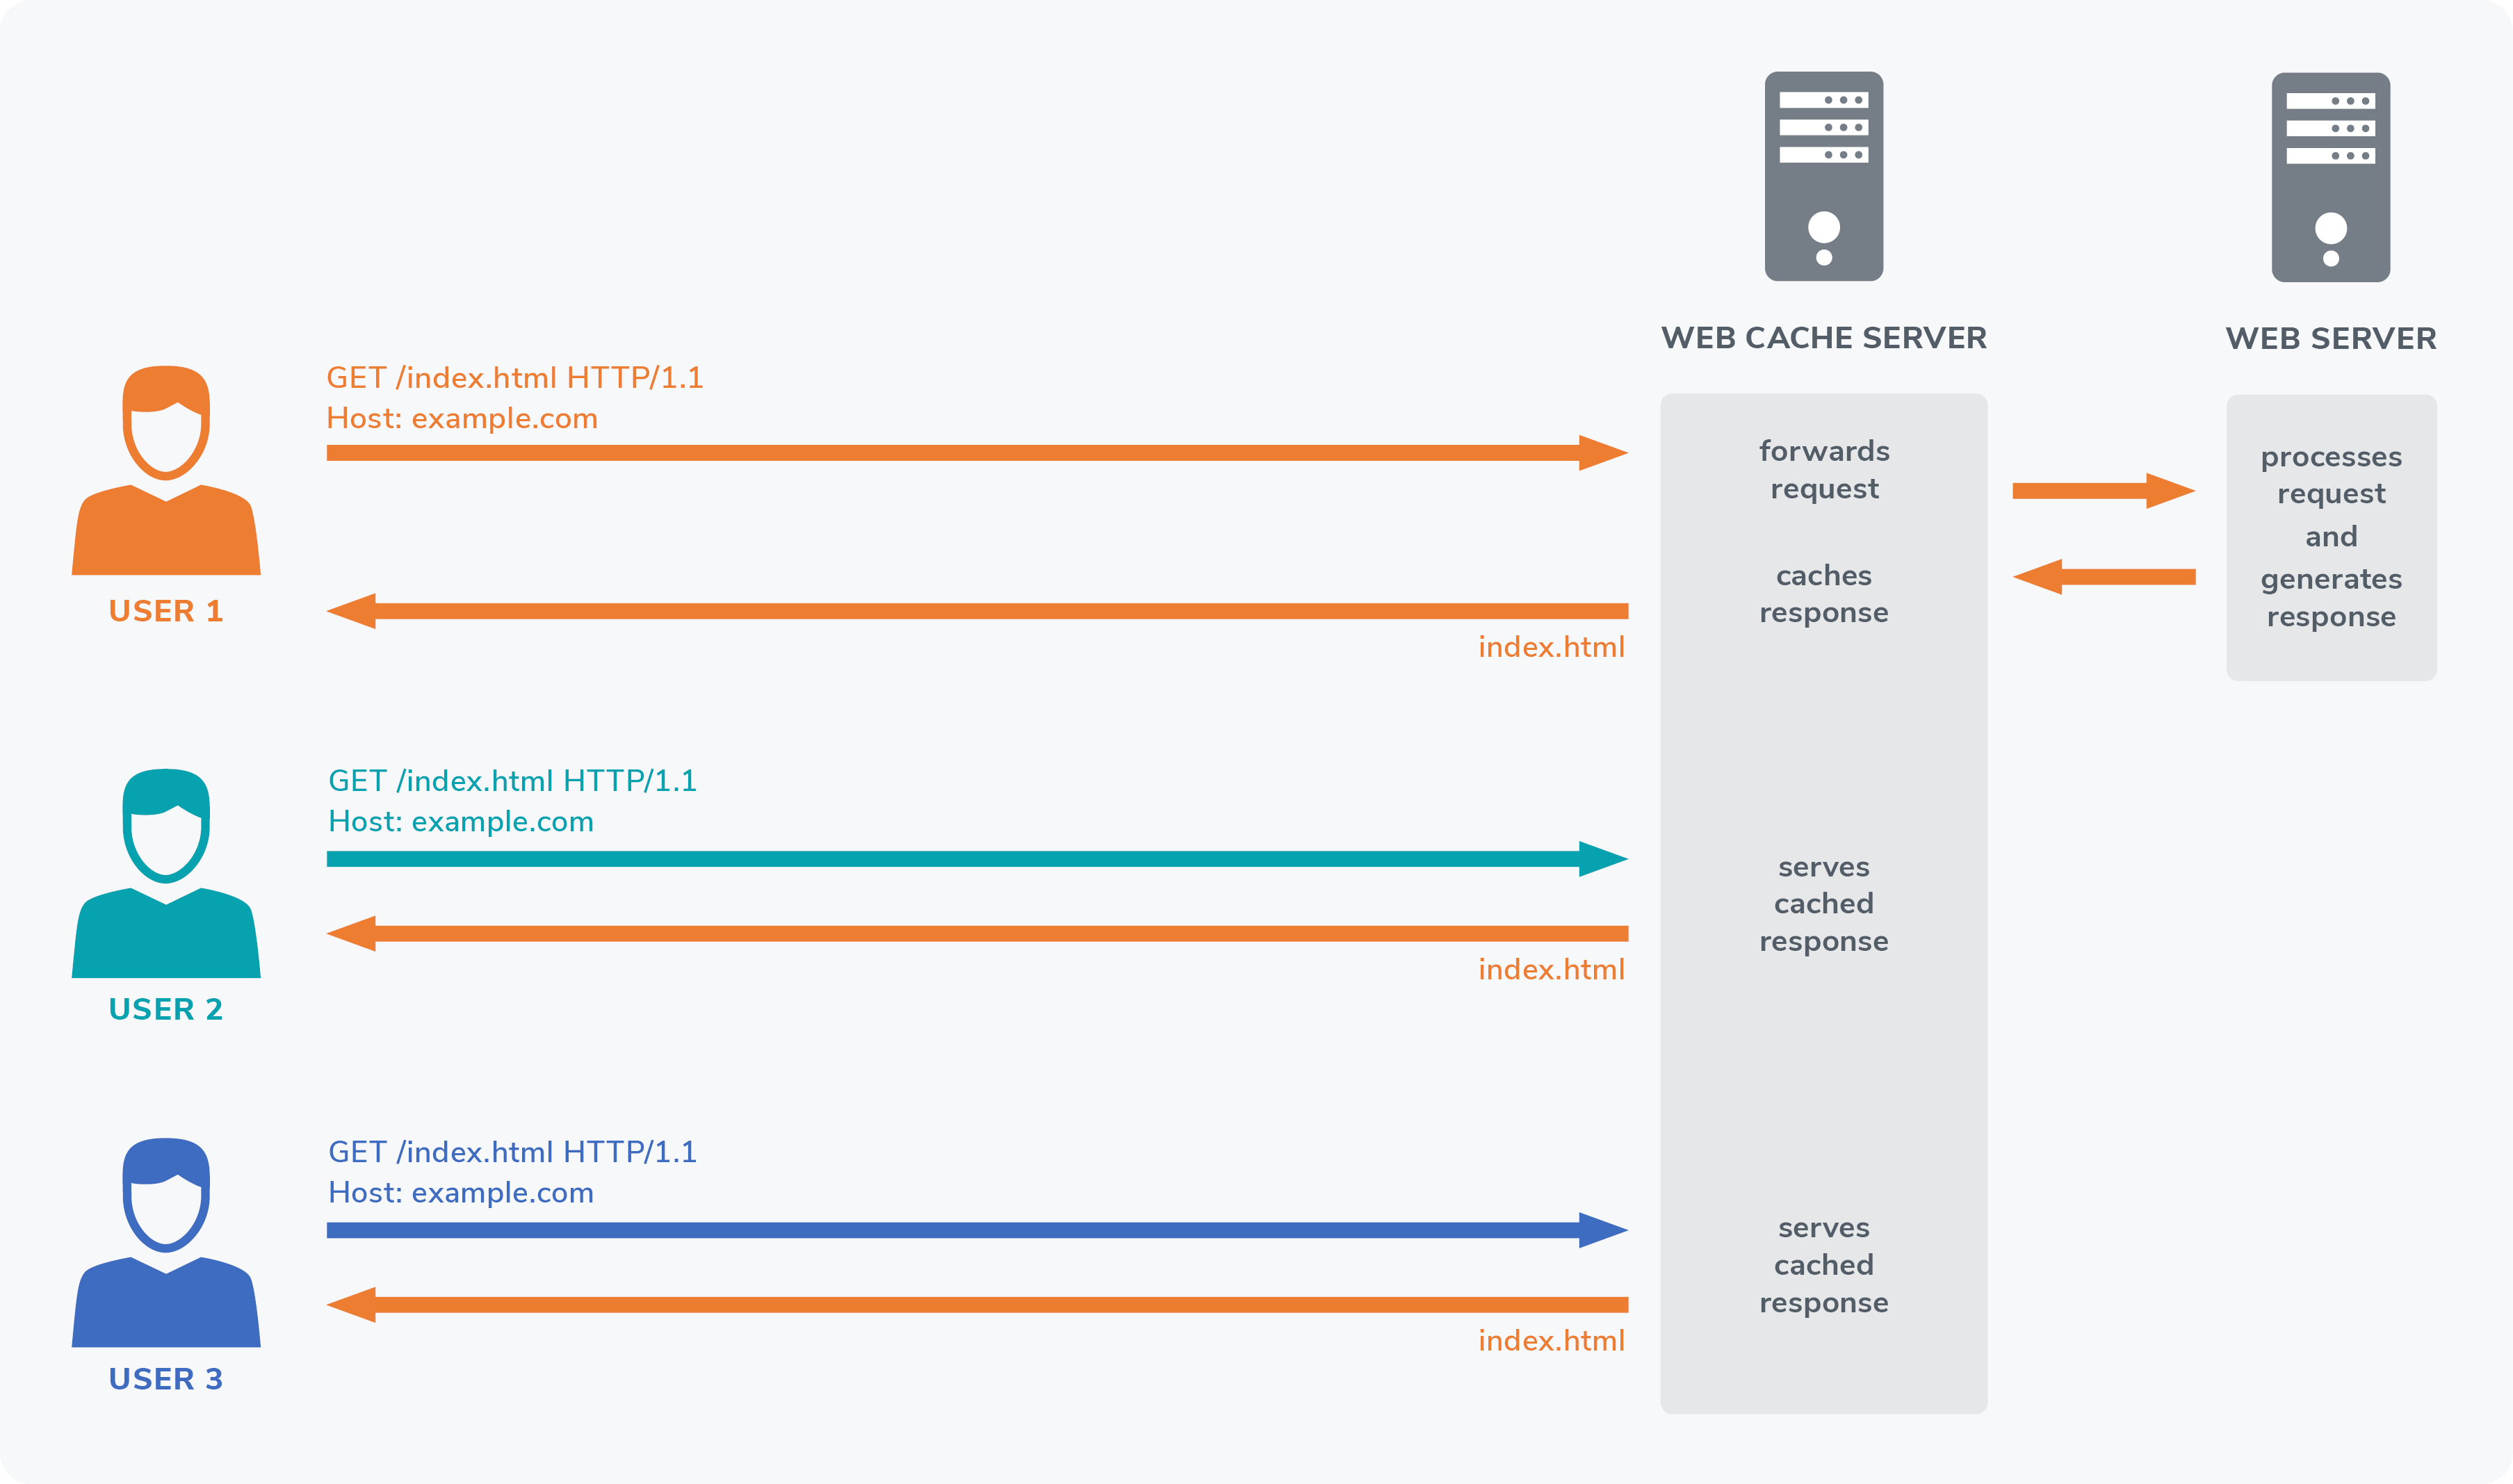 WEB CACHE SERVER
WEB SERVER
GET /index.html HTTP/1.1
Host: example.com
forwards
request
processes
request
and
generates
response
caches
response
USER 1
index.html
GET /index.html HTTP/1.1
Host: example.com
serves
cached
response
index.html
USER 2
GET /index.html HTTP/1.1
Host: example.com
serves
cached
response
index.html
USER 3